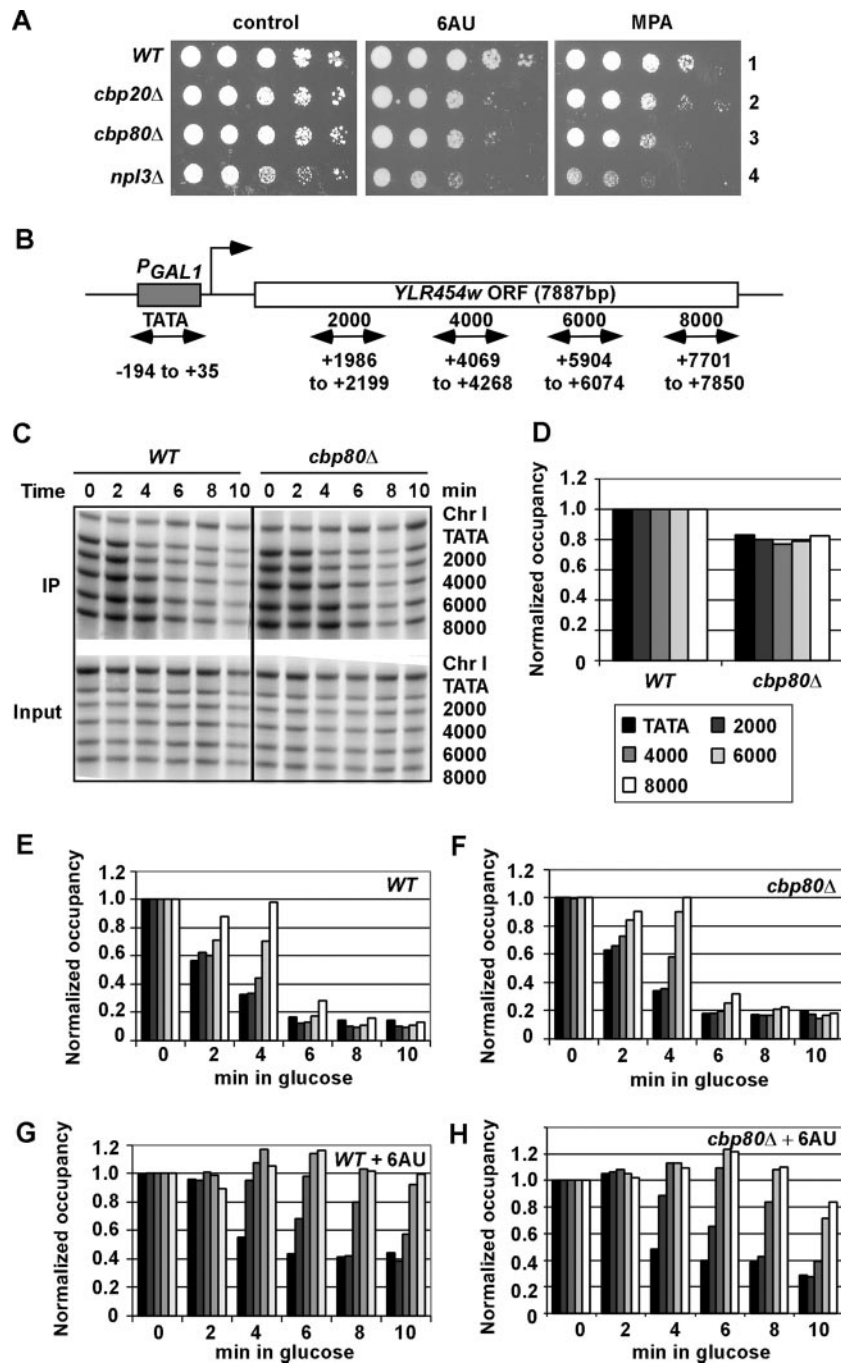 A
control 6AU MPA
WT 1
cbp20Δ 2
cbp80Δ 3
npl3Δ 4
B
PGAL1
YLR454w ORF (7887bp)
TATA 2000 4000 6000 8000
-194 to +35
+1986 to +2199
+4069 to +4268
+5904 to +6074
+7701 to +7850
C
WT cbp80Δ
Time 0 2 4 6 8 10 0 2 4 6 8 10 min
IP
Chr I
TATA
2000
4000
6000
8000
Input
Chr I
TATA
2000
4000
6000
8000
D
Normalized occupancy
1.2
1.0
0.8
0.6
0.4
0.2
0
WT cbp80Δ
TATA 2000
4000 6000
8000
E
WT
Normalized occupancy
1.2
1.0
0.8
0.6
0.4
0.2
0
0 2 4 6 8 10
min in glucose
F
cbp80Δ
Normalized occupancy
1.2
1.0
0.8
0.6
0.4
0.2
0
0 2 4 6 8 10
min in glucose
G
WT + 6AU
Normalized occupancy
1.2
1.0
0.8
0.6
0.4
0.2
0
0 2 4 6 8 10
min in glucose
H
cbp80Δ + 6AU
Normalized occupancy
1.2
1.0
0.8
0.6
0.4
0.2
0
0 2 4 6 8 10
min in glucose